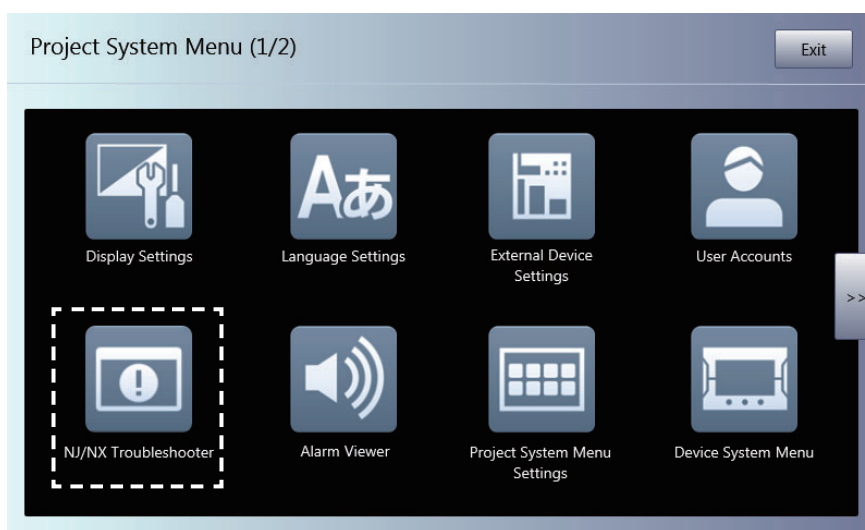 Project System Menu (1/2)
Exit
Aあ
Display Settings
Language Settings
External Device
Settings
User Accounts
>>
NJ/NX Troubleshooter
Alarm Viewer
Project System Menu
Settings
Device System Menu